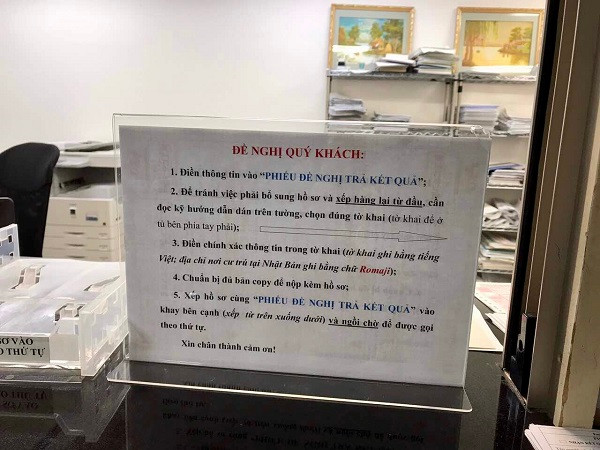 ĐỀ NGHỊ QUÝ KHÁCH:
1. Điền thông tin vào "PHIẾU ĐỀ NGHỊ TRẢ KẾT QUẢ";
2. Để tránh việc phải bổ sung hồ sơ và xếp hàng lại từ đầu, cần
đọc kỹ hướng dẫn dán trên tường, chọn đúng tờ khai (tờ khai để ở
tủ bên phía tay phải);
3. Điền chính xác thông tin trong tờ khai (tờ khai ghi bằng tiếng
Việt; địa chỉ nơi cư trú tại Nhật Bản ghi bằng chữ Romaji);
4. Chuẩn bị đủ bản copy để nộp kèm hồ sơ;
5. Xếp hồ sơ cùng "PHIẾU ĐỀ NGHỊ TRẢ KẾT QUẢ" vào
khay bên cạnh (xếp từ trên xuống dưới) và ngồi chờ để được gọi
theo thứ tự.
Xin chân thành cảm ơn!
SƠ VÀO
O THỨ TỰ